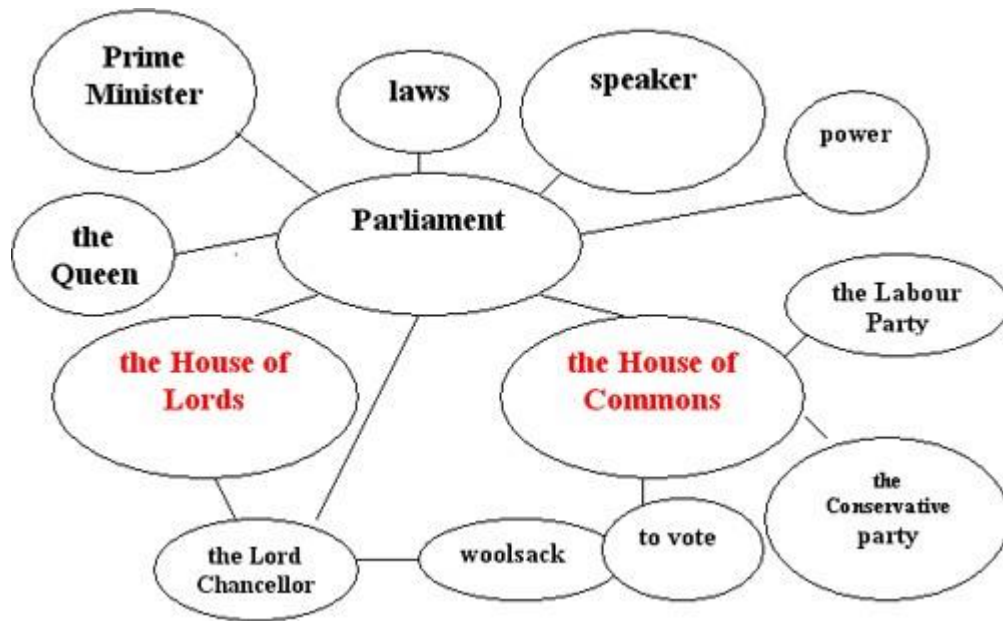 Prime
Minister
laws
speaker
power
Parliament
the
Queen
the Labour
Party
the House of
Lords
the House of
Commons
the
Conservative
party
the Lord
Chancellor
woolsack
to vote